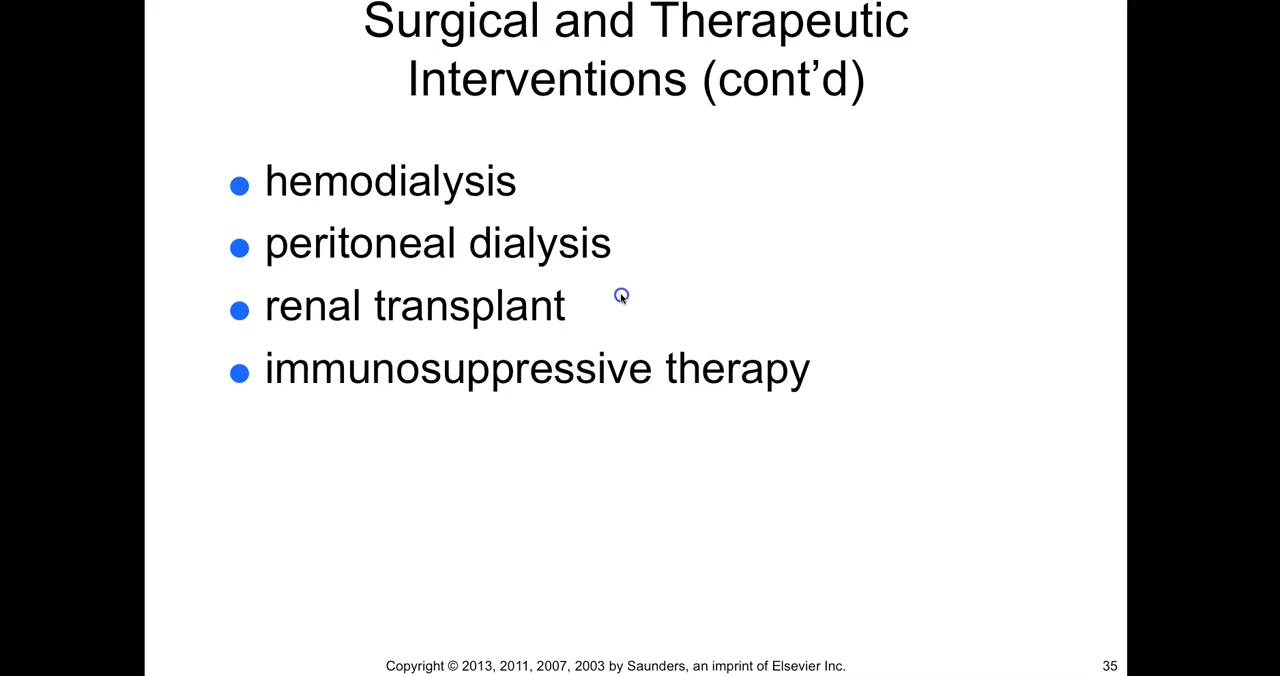 Surgical and Therapeutic
Interventions (cont’d)
hemodialysis
peritoneal dialysis
renal transplant
immunosuppressive therapy
Copyright © 2013, 2011, 2007, 2003 by Saunders, an imprint of Elsevier Inc.
35